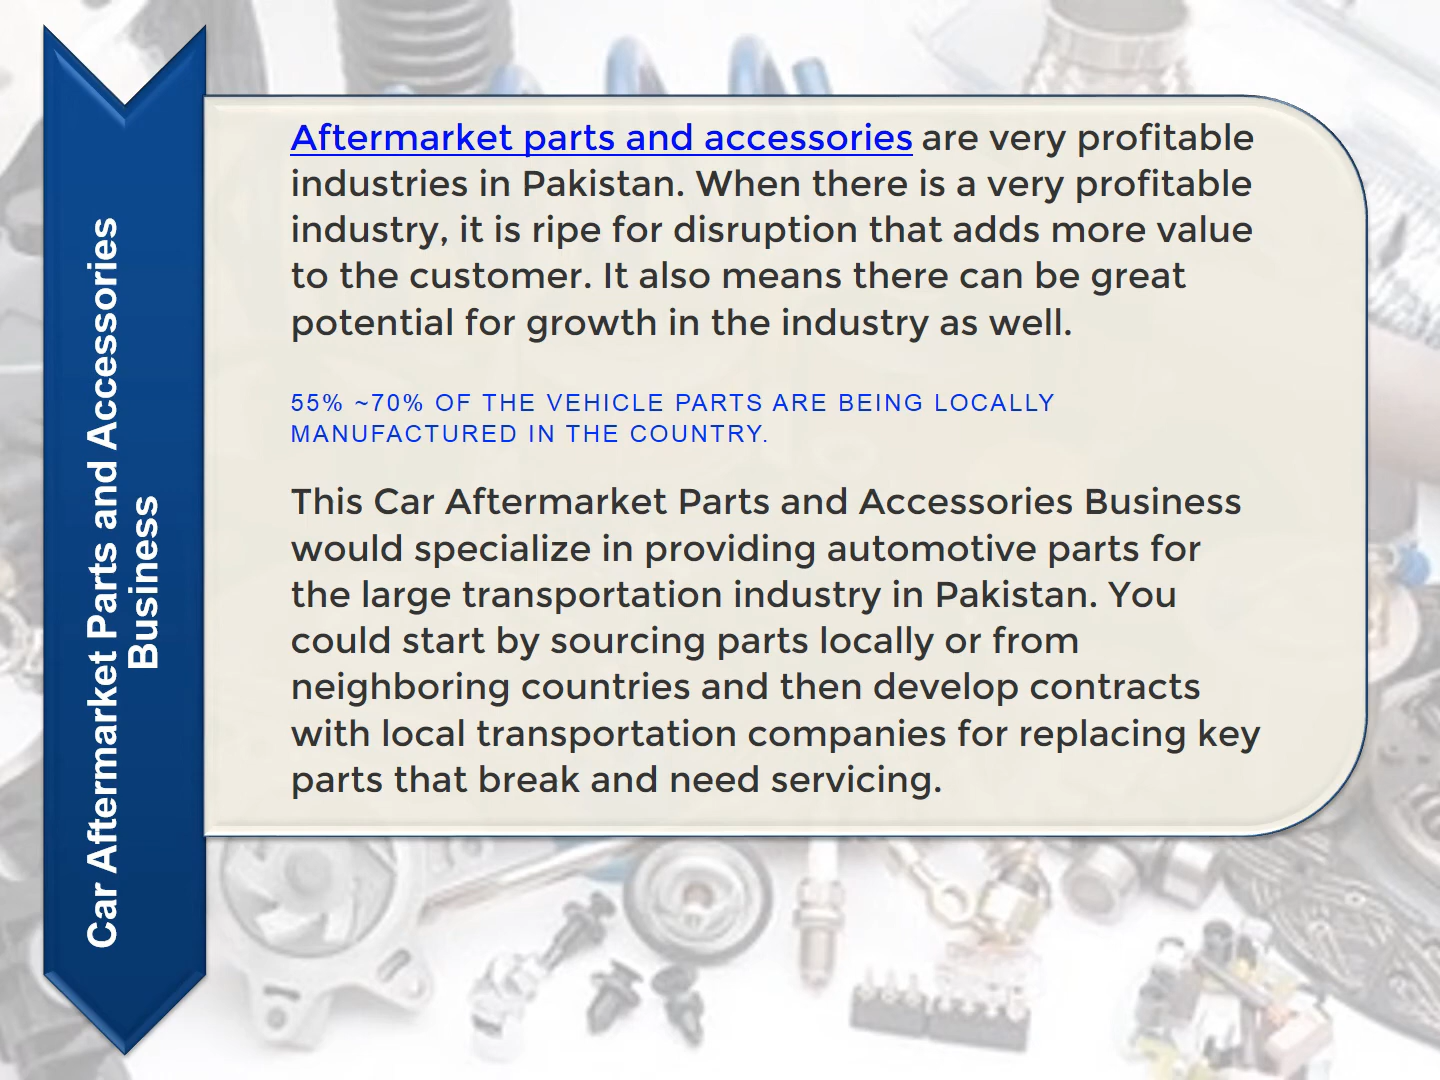 Car Aftermarket Parts and Accessories
Business
Aftermarket parts and accessories are very profitable
industries in Pakistan. When there is a very profitable
industry, it is ripe for disruption that adds more value
to the customer. It also means there can be great
potential for growth in the industry as well.
55% ~70% OF THE VEHICLE PARTS ARE BEING LOCALLY
MANUFACTURED IN THE COUNTRY.
This Car Aftermarket Parts and Accessories Business
would specialize in providing automotive parts for
the large transportation industry in Pakistan. You
could start by sourcing parts locally or from
neighboring countries and then develop contracts
with local transportation companies for replacing key
parts that break and need servicing.